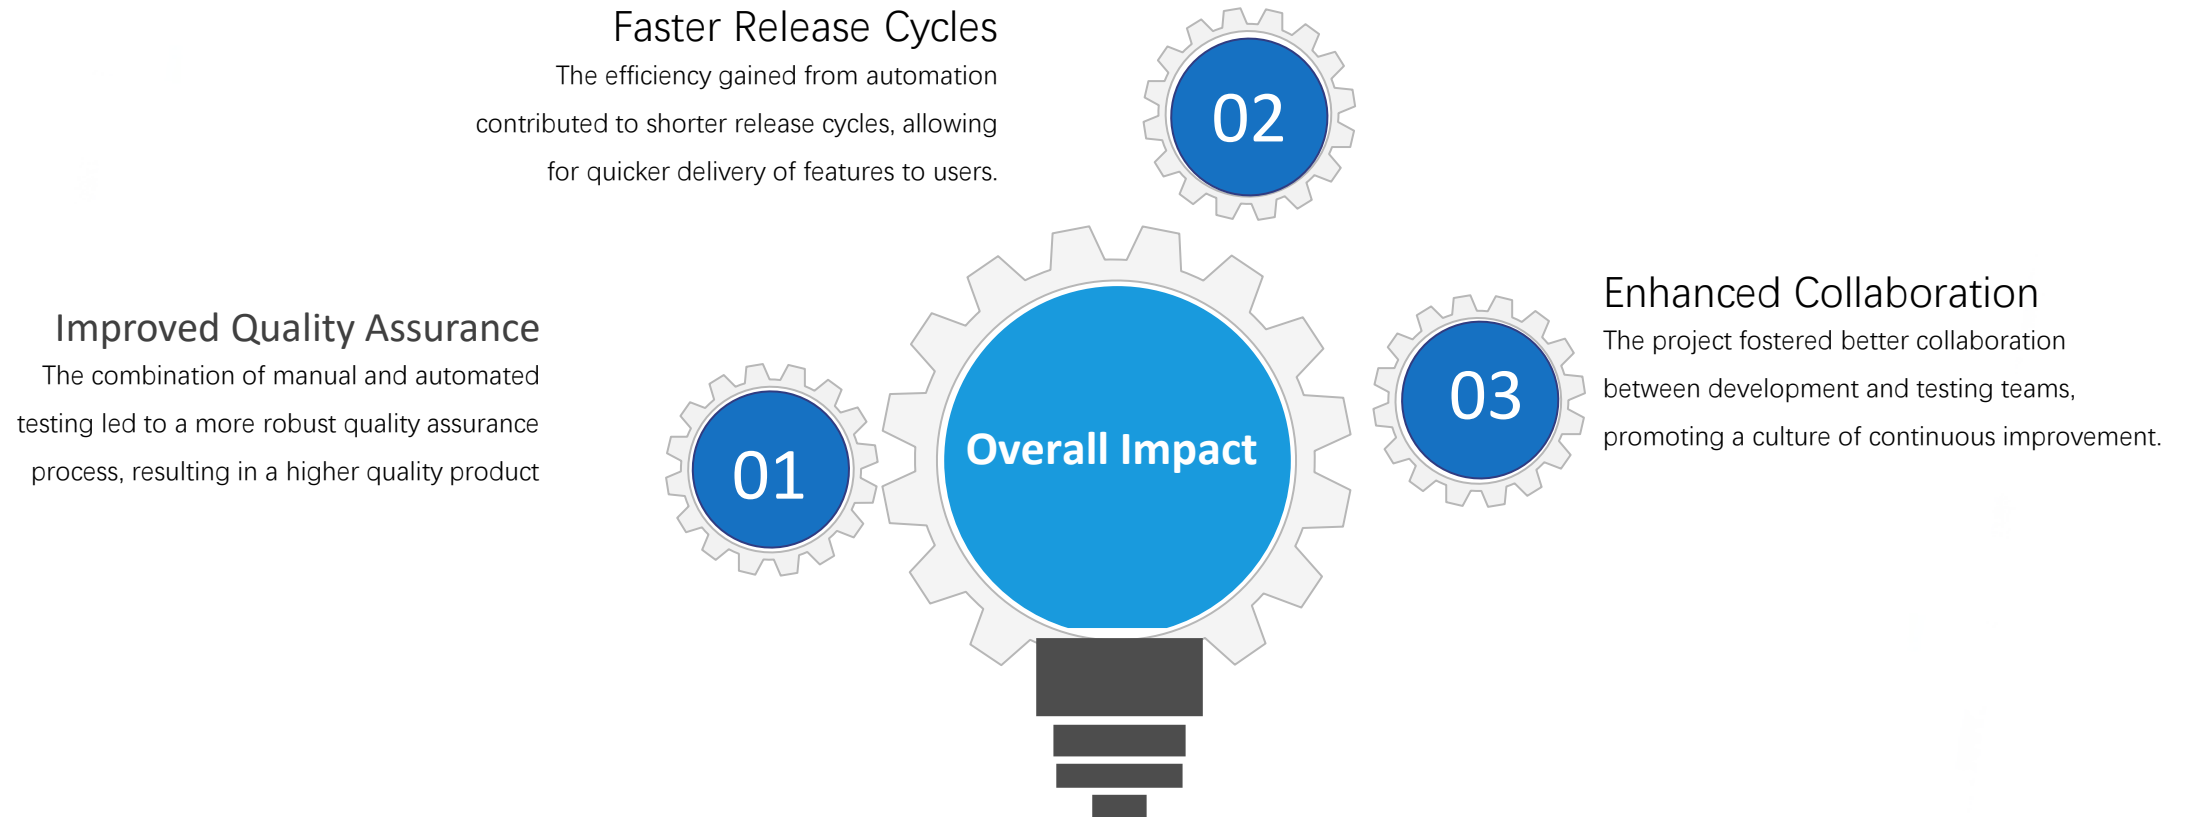 Faster Release Cycles
The efficiency gained from automation
contributed to shorter release cycles, allowing
for quicker delivery of features to users.
02
Improved Quality Assurance
The combination of manual and automated
testing led to a more robust quality assurance
process, resulting in a higher quality product
01
Overall Impact
03
Enhanced Collaboration
The project fostered better collaboration
between development and testing teams,
promoting a culture of continuous improvement.